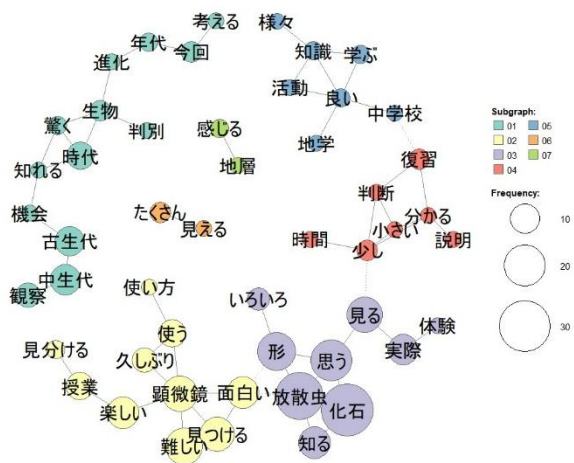 考える
様々
年代
今回
知識
学ぶ
進化
活動
良い
生物
中学校
驚く
判別
感じる
地学
時代
復習
地層
知れる
判断
機会
たくさん
分かる
見える
小さい
古生代
時間
少し
説明
中生代
観察
使い方
いろいろ
見る
体験
使う
見分ける
久しぶり
形
思う
実際
授業
顕微鏡
面白い
放散虫
化石
楽しい
見つける
難しい
知る
Subgraph:
01 05
02 06
03 07
04
Frequency:
10
20
30